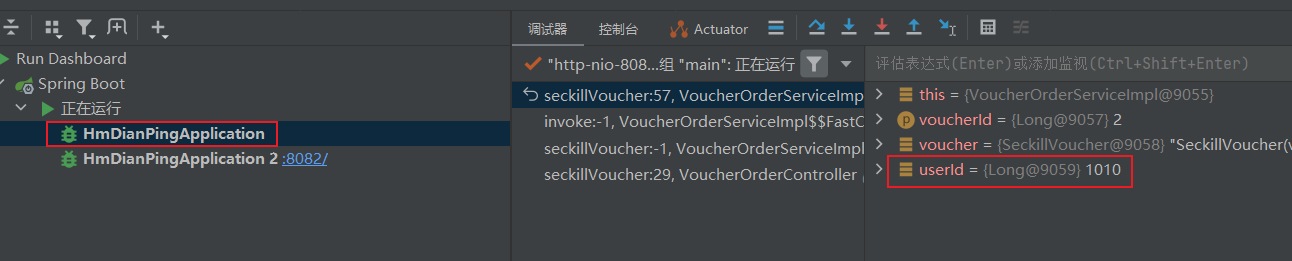 Run Dashboard
Spring Boot
正在运行
HmDianPingApplication
HmDianPingApplication 2 :8082/
调试器 控制台 Actuator
"http-nio-808...组 "main": 正在运行
seckillVoucher:57, VoucherOrderServiceImp
invoke:-1, VoucherOrderServiceImpl$$FastC
seckillVoucher:-1, VoucherOrderServiceImpl
seckillVoucher:29, VoucherOrderController
评估表达式(Enter)或添加监视(Ctrl+Shift+Enter)
this = {VoucherOrderServiceImpl@9055}
voucherId = {Long@9057} 2
voucher = {SeckillVoucher@9058} "SeckillVoucher(v
userId = {Long@9059} 1010